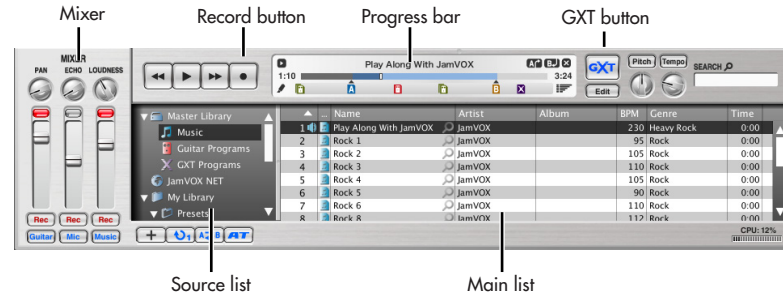 Mixer Record button Progress bar GXT button
MIXER
PAN ECHO LOUDNESS
Play Along With JamVOX
1:10 3:24
A B
A B X
GXT
Edit
Pitch Tempo
SEARCH
Master Library
Music
Guitar Programs
GXT Programs
JamVOX NET
My Library
Presets
... Name Artist Album BPM Genre Time
1 Play Along With JamVOX JamVOX 230 Heavy Rock 0:00
2 Rock 1 JamVOX 95 Rock 0:00
3 Rock 2 JamVOX 105 Rock 0:00
4 Rock 3 JamVOX 110 Rock 0:00
5 Rock 4 JamVOX 105 Rock 0:00
6 Rock 5 JamVOX 90 Rock 0:00
7 Rock 6 JamVOX 110 Rock 0:00
8 Rock 8 JamVOX 112 Rock 0:00
Rec Rec Rec
Guitar Mic Music
+ 1 A B AT
CPU: 12%
Source list Main list